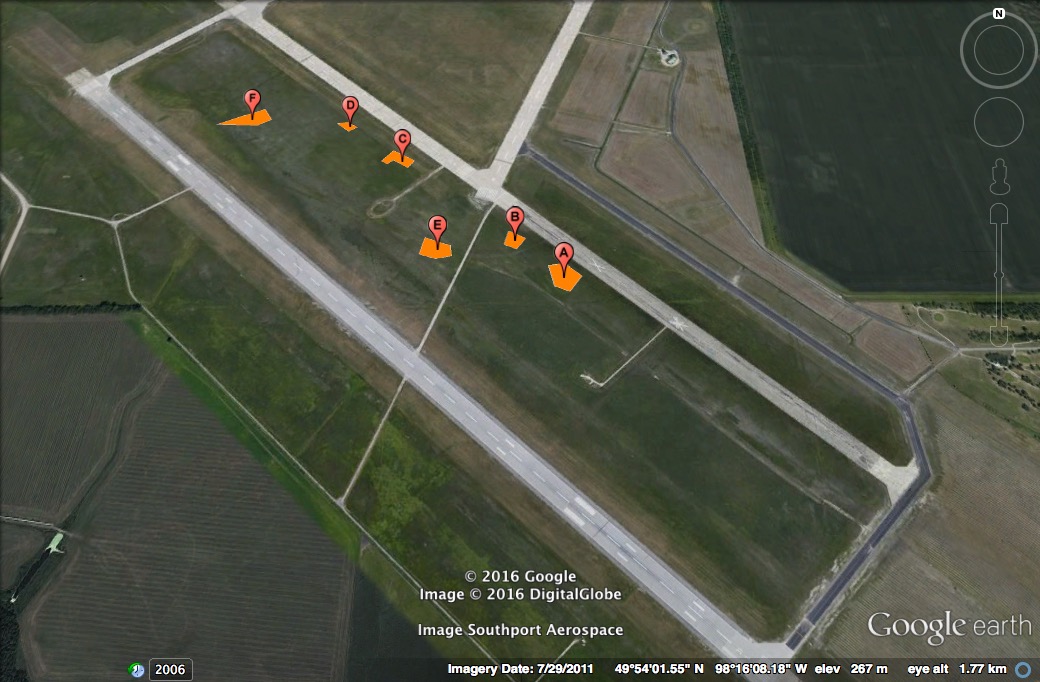 N
F
D
C
B
E
A
© 2016 Google
Image © 2016 DigitalGlobe
Image Southport Aerospace
Google earth
2006
Imagery Date: 7/29/2011 49°54'01.55" N 98°16'08.18" W elev 267 m eye alt 1.77 km